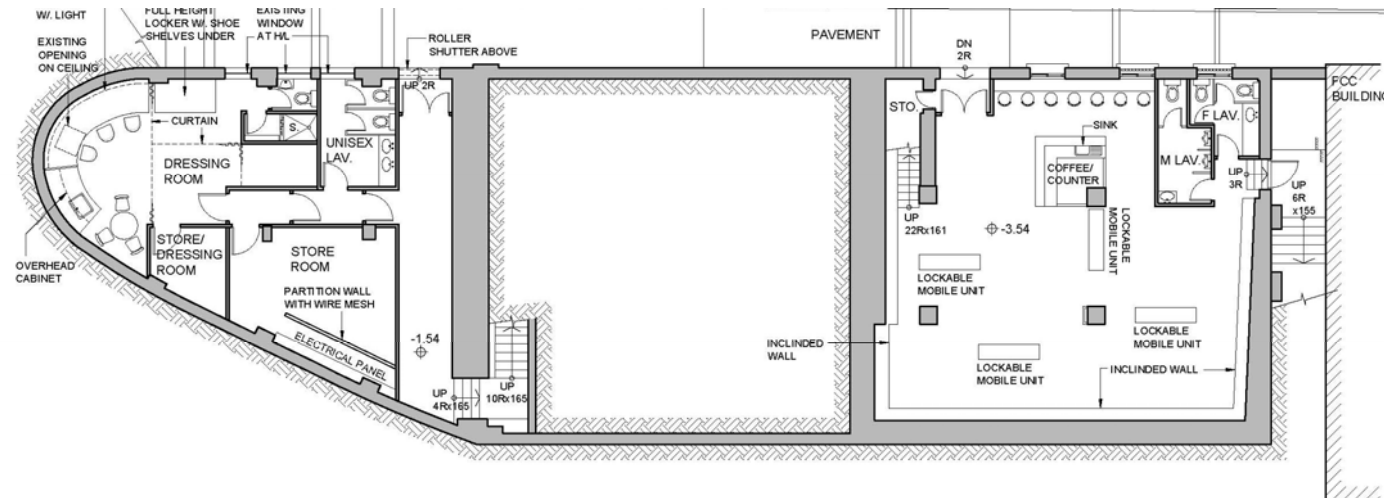 W/. LIGHT
FULL HEIGHT
LOCKER W/. SHOE
SHELVES UNDER
EXISTING
WINDOW
AT H/L
EXISTING
OPENING
ON CEILING
ROLLER
SHUTTER ABOVE
UP 2R
PAVEMENT
DN
2R
FCC
BUILDING
CURTAIN
S.
DRESSING
ROOM
UNISEX
LAV.
STO.
SINK
COFFEE/
COUNTER
F LAV.
M LAV.
UP
3R
UP
6R
x155
UP
22Rx161
-3.54
LOCKABLE
MOBILE UNIT
LOCKABLE
MOBILE UNIT
OVERHEAD
CABINET
STORE/
DRESSING
ROOM
STORE
ROOM
PARTITION WALL
WITH WIRE MESH
ELECTRICAL PANEL
-1.54
UP
4Rx165
UP
10Rx165
INCLINDED
WALL
LOCKABLE
MOBILE UNIT
LOCKABLE
MOBILE UNIT
INCLINDED WALL